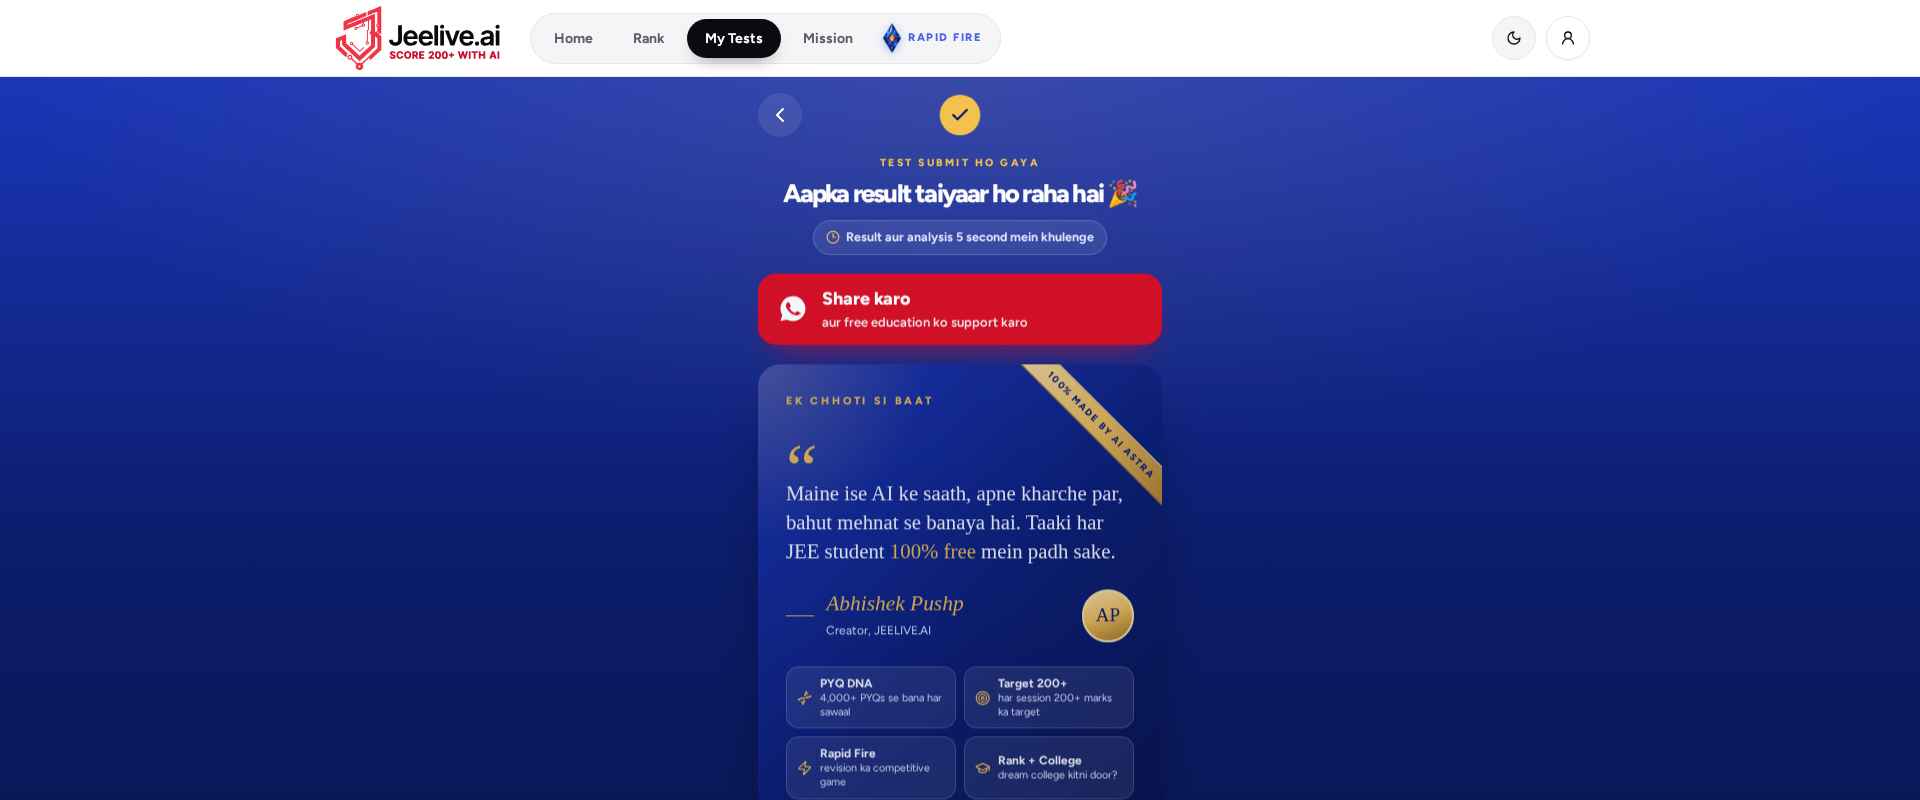 Jeelive.ai
SCORE 200+ WITH AI
Home
Rank
My Tests
Mission
RAPID FIRE
TEST SUBMIT HO GAYA
Aapka result taiyaar ho raha hai 🎉
Result aur analysis 5 second mein khulenge
Share karo
aur free education ko support karo
100% MADE BY AI ASTRA
EK CHHOTI SI BAAT
“
Maine ise AI ke saath, apne kharche par,
bahut mehnat se banaya hai. Taaki har
JEE student 100% free mein padh sake.
Abhishek Pushp
Creator, JEELIVE.AI
AP
PYQ DNA
4,000+ PYQs se bana har
sawaal
Target 200+
har session 200+ marks
ka target
Rapid Fire
revision ka competitive
game
Rank + College
dream college kitni door?